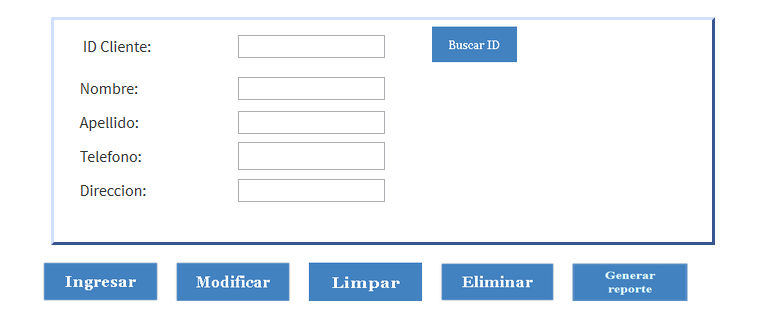 ID Cliente:
Buscar ID
Nombre:
Apellido:
Telefono:
Direccion:
Ingresar
Modificar
Limpar
Eliminar
Generar
reporte